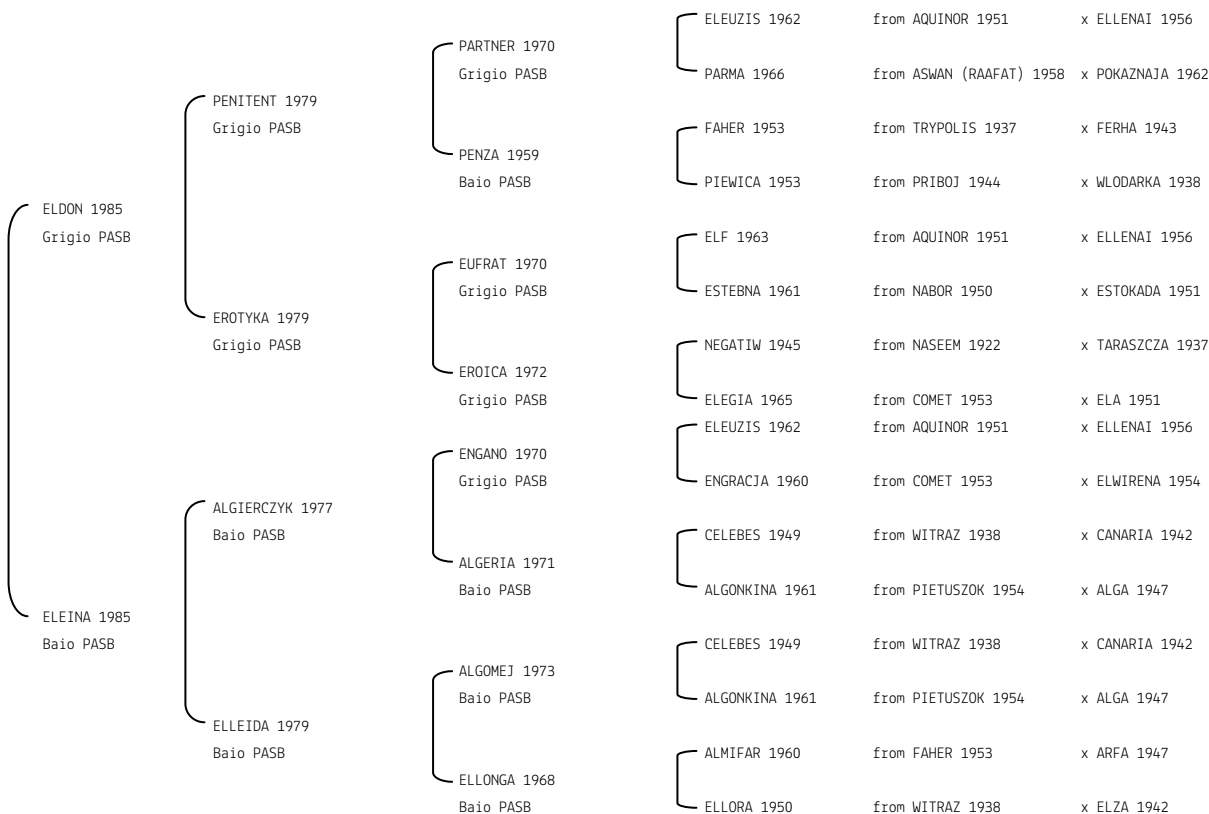 ELEUZIS 1962 from AQUINOR 1951 x ELLENAI 1956
PARTNER 1970
Grigio PASB PARMA 1966 from ASWAN (RAAFAT) 1958 x POKAZNAJA 1962
PENITENT 1979
Grigio PASB FAHER 1953 from TRYPOLIS 1937 x FERHA 1943
PENZA 1959
Baio PASB PIEWICA 1953 from PRIBOJ 1944 x WLODARKA 1938
ELDON 1985
Grigio PASB ELF 1963 from AQUINOR 1951 x ELLENAI 1956
EUFRAT 1970
Grigio PASB ESTEBNA 1961 from NABOR 1950 x ESTOKADA 1951
EROTYKA 1979
Grigio PASB NEGATIW 1945 from NASEEM 1922 x TARASZCZA 1937
EROICA 1972
Grigio PASB ELEGIA 1965 from COMET 1953 x ELA 1951
ELEUZIS 1962 from AQUINOR 1951 x ELLENAI 1956
ENGANO 1970
Grigio PASB ENGRACJA 1960 from COMET 1953 x ELWIRENA 1954
ALGIERCZYK 1977
Baio PASB CELEBES 1949 from WITRAZ 1938 x CANARIA 1942
ALGERIA 1971
Baio PASB ALGONKINA 1961 from PIETUSZOK 1954 x ALGA 1947
ELEINA 1985
Baio PASB CELEBES 1949 from WITRAZ 1938 x CANARIA 1942
ALGOMEJ 1973
Baio PASB ALGONKINA 1961 from PIETUSZOK 1954 x ALGA 1947
ELLEIDA 1979
Baio PASB ALMIFAR 1960 from FAHER 1953 x ARFA 1947
ELLONGA 1968
Baio PASB ELLORA 1950 from WITRAZ 1938 x ELZA 1942